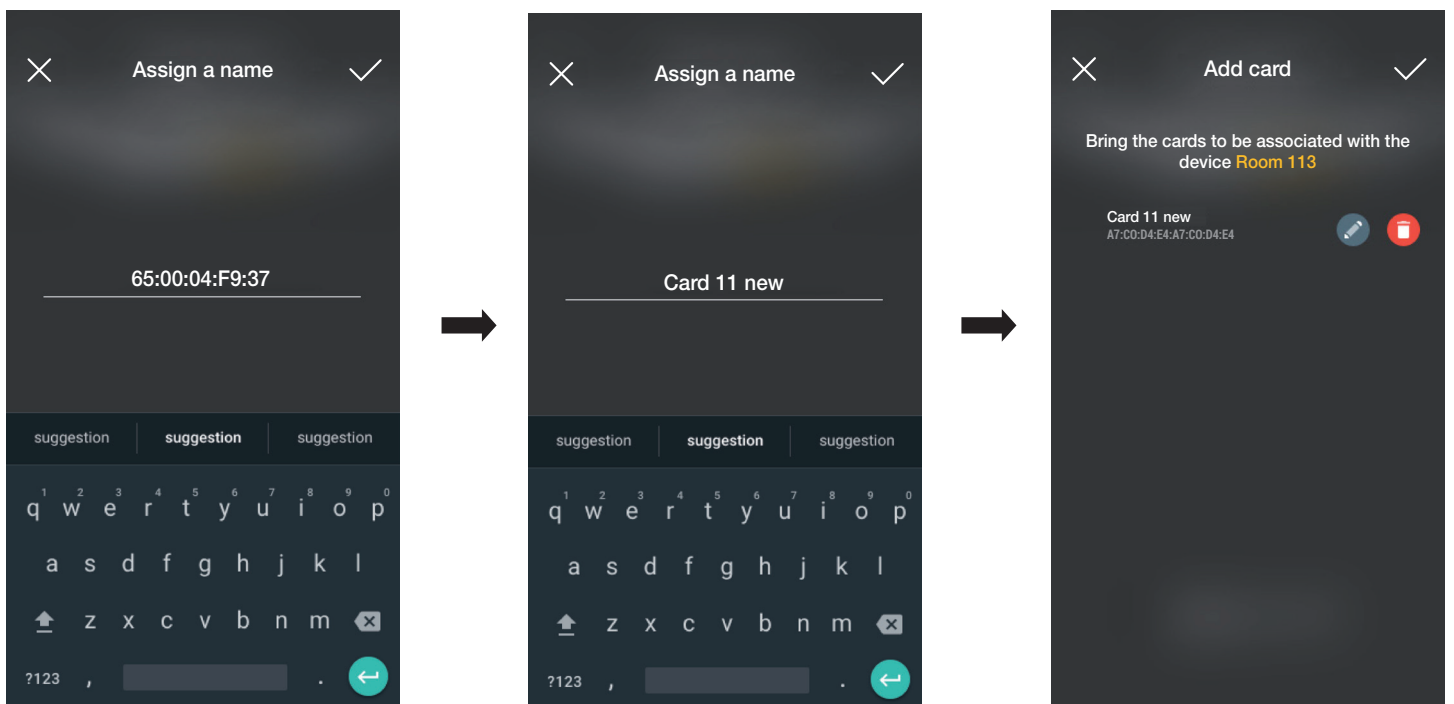 Assign a name
65:00:04:F9:37
suggestion suggestion suggestion
1 2 3 4 5 6 7 8 9 0
q w e r t y u i o p
a s d f g h j k l
z x c v b n m
?123 , .
Assign a name
Card 11 new
suggestion suggestion suggestion
1 2 3 4 5 6 7 8 9 0
q w e r t y u i o p
a s d f g h j k l
z x c v b n m
?123 , .
Add card
Bring the cards to be associated with the
device Room 113
Card 11 new
A7:C0:D4:E4:A7:C0:D4:E4